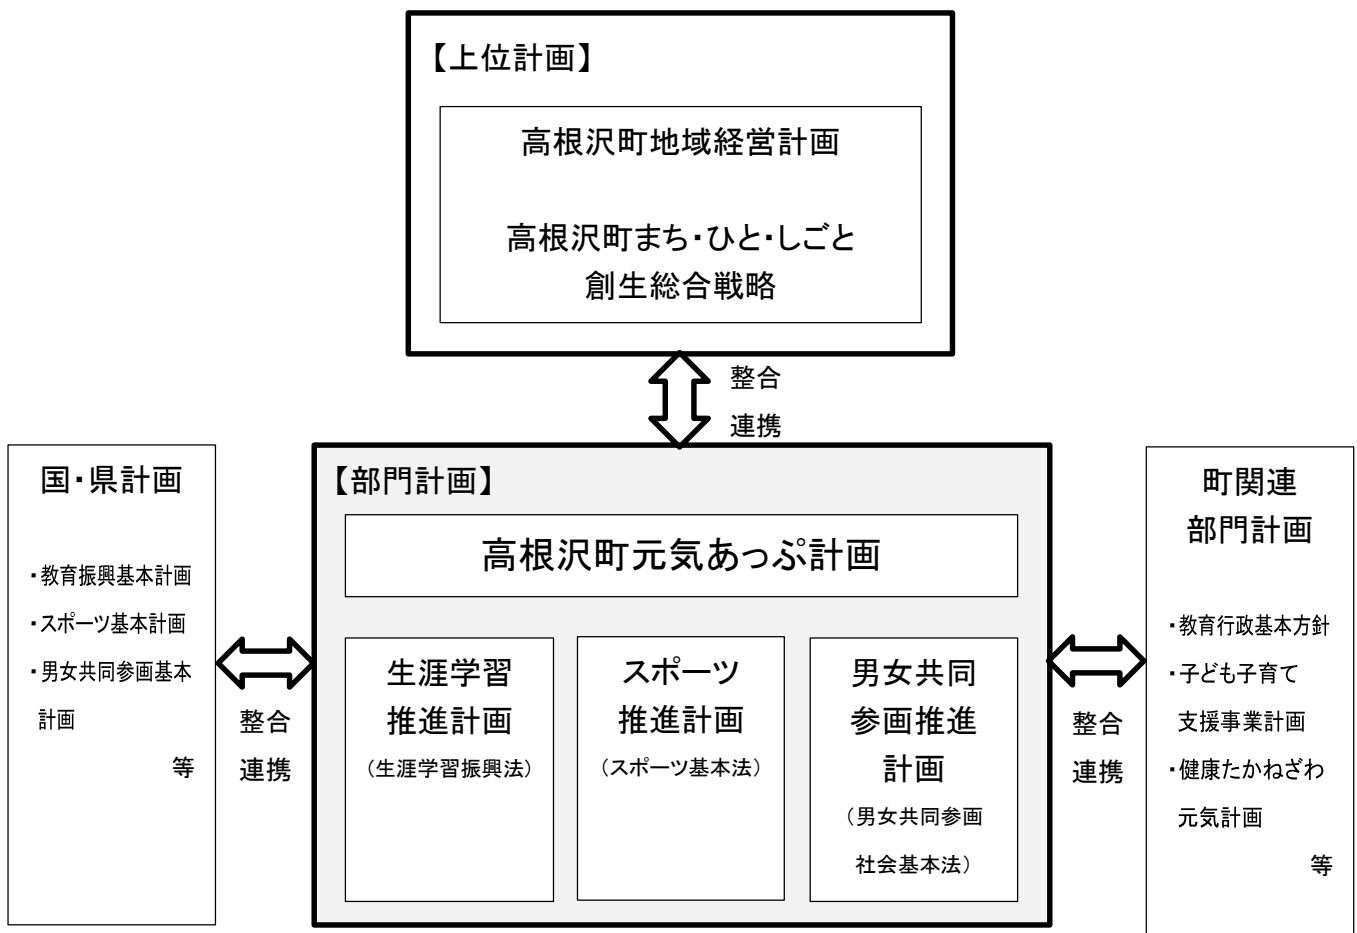 【上位計画】
高根沢町地域経営計画
高根沢町まち・ひと・しごと
創生総合戦略
整合
連携
国・県計画
・教育振興基本計画
・スポーツ基本計画
・男女共同参画基本
計画
等
整合
連携
【部門計画】
高根沢町元気あっぷ計画
生涯学習
推進計画
（生涯学習振興法）
スポーツ
推進計画
（スポーツ基本法）
男女共同
参画推進
計画
（男女共同参画
社会基本法）
整合
連携
町関連
部門計画
・教育行政基本方針
・子ども子育て
支援事業計画
・健康たかねざわ
元気計画
等